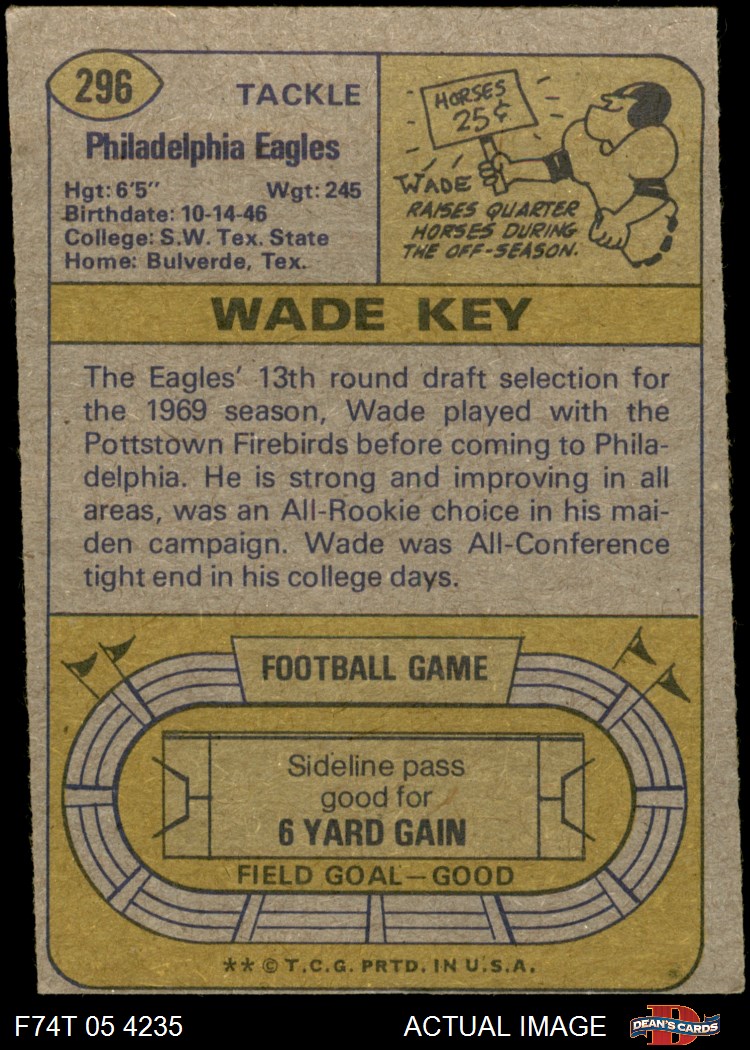 296
TACKLE
Philadelphia Eagles
Hgt: 6'5" Wgt: 245
Birthdate: 10-14-46
College: S.W. Tex. State
Home: Bulverde, Tex.
HORSES
25¢
WADE
RAISES QUARTER
HORSES DURING
THE OFF-SEASON.
WADE KEY
The Eagles' 13th round draft selection for
the 1969 season, Wade played with the
Pottstown Firebirds before coming to Phila-
delphia. He is strong and improving in all
areas, was an All-Rookie choice in his mai-
den campaign. Wade was All-Conference
tight end in his college days.
FOOTBALL GAME
Sideline pass
good for
6 YARD GAIN
FIELD GOAL—GOOD
** © T.C.G. PRTD. IN U.S.A.
F74T 05 4235
ACTUAL IMAGE
D
DEAN'S CARDS